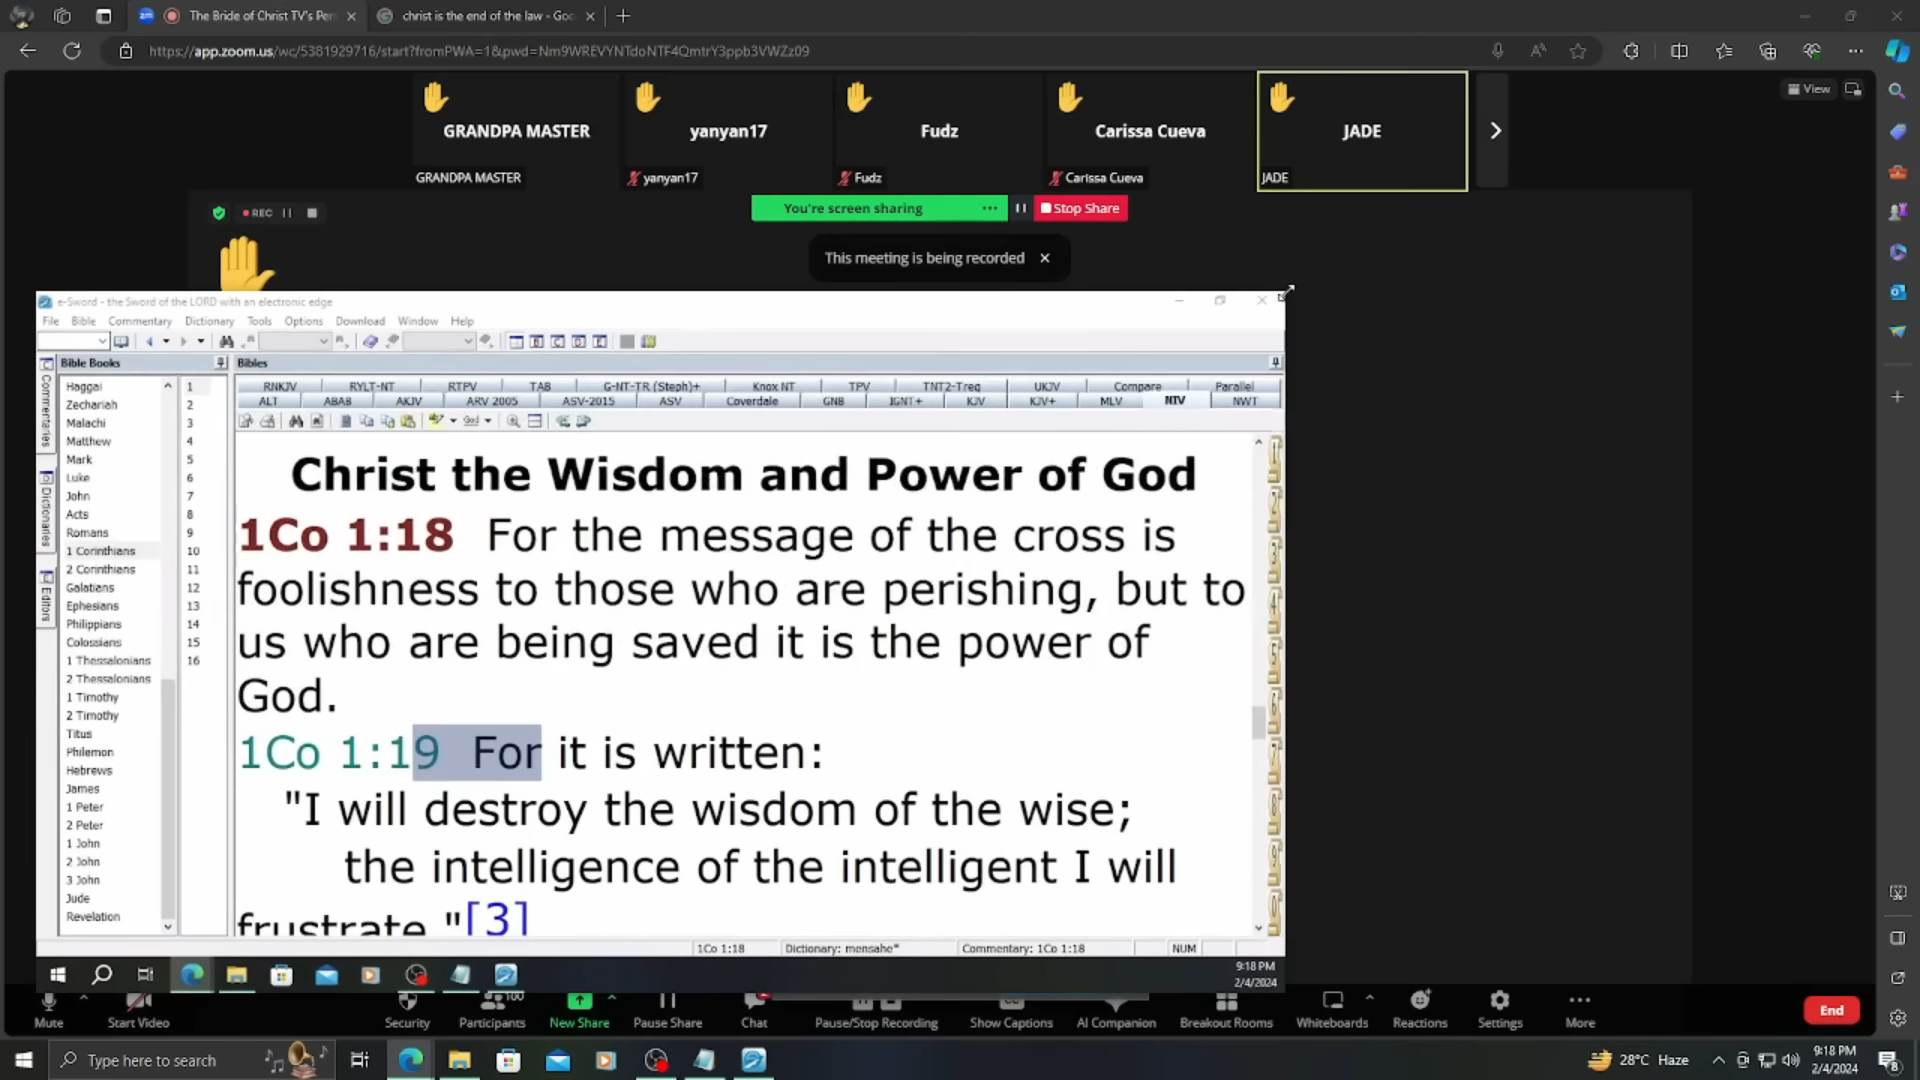 The Bride of Christ TV's Per
christ is the end of the law - Goo
https://app.zoom.us/wc/5381929716/start?fromPWA=1&pwd=Nm9WREVYNTdoNTF4QmtrY3ppb3VWZz09
GRANDPA MASTER
yanyan17
Fudz
Carissa Cueva
JADE
View
GRANDPA MASTER
yanyan17
Fudz
Carissa Cueva
JADE
REC
You're screen sharing
Stop Share
This meeting is being recorded
e-Sword - the Sword of the LORD with an electronic edge
File Bible Commentary Dictionary Tools Options Download Window Help
Bible Books
Bibles
RNKJV RYLT-NT RTPV TAB G-NT-TR (Steph)+ Knox NT TPV TNT2-Treq UKJV Compare Parallel
ALT ABAB AKJV ARV 2005 ASV-2015 ASV Coverdale GNB IGNT+ KJV KJV+ MLV NIV NWT
Commentaries
Dictionaries
Editors
Haggai 1
Zechariah 2
Malachi 3
Matthew 4
Mark 5
Luke 6
John 7
Acts 8
Romans 9
1 Corinthians 10
2 Corinthians 11
Galatians 12
Ephesians 13
Philippians 14
Colossians 15
1 Thessalonians 16
2 Thessalonians
1 Timothy
2 Timothy
Titus
Philemon
Hebrews
James
1 Peter
2 Peter
1 John
2 John
3 John
Jude
Revelation
Christ the Wisdom and Power of God
1Co 1:18 For the message of the cross is
foolishness to those who are perishing, but to
us who are being saved it is the power of
God.
1Co 1:19 For it is written:
"I will destroy the wisdom of the wise;
the intelligence of the intelligent I will
frustrate."[3]
1Co 1:18 Dictionary: mensahe* Commentary: 1Co 1:18 NUM
9:18 PM
2/4/2024
100
Mute Start Video Security Participants New Share Pause Share Chat Pause/Stop Recording Show Captions AI Companion Breakout Rooms Whiteboards Reactions Settings More
End
Type here to search
28°C Haze
9:18 PM
2/4/2024
8